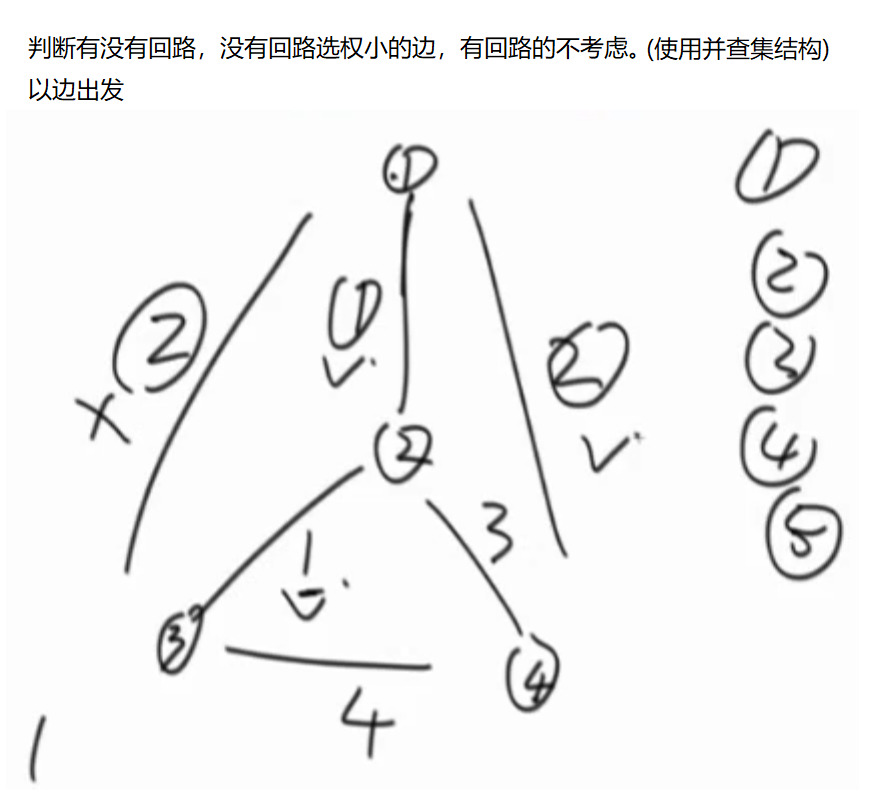 判断有没有回路，没有回路选权小的边，有回路的不考虑。(使用并查集结构)
以边出发
① ①
② ① ② ②
③
② ④
1 3 ⑤
③ ④
4
1